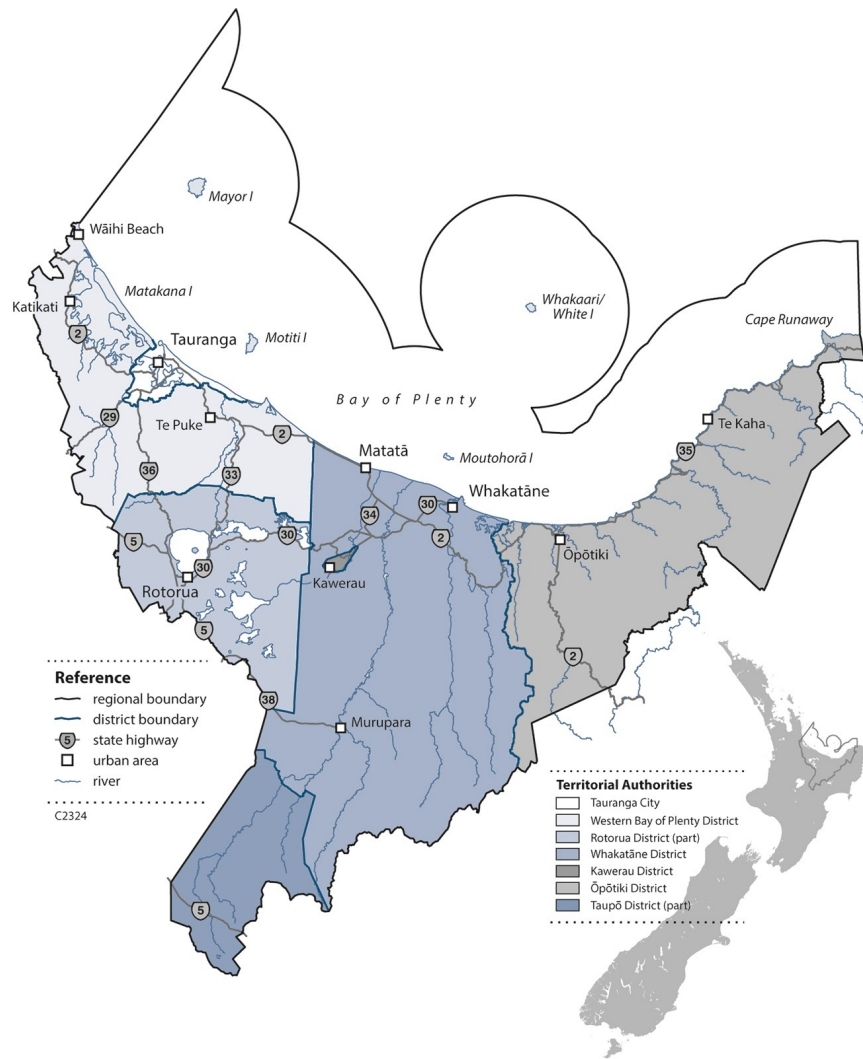 Mayor I
Wāihi Beach
Matakana I
Katikati
2
Tauranga
Motiti I
Whakaari/
White I
Cape Runaway
Bay of Plenty
29
Te Puke
2
Te Kaha
36
33
Matatā
Moutohorā I
35
Whakatāne
34
30
2
5
30
30
Rotorua
Kawerau
Ōpōtiki
5
2
38
Murupara
5
Reference
regional boundary
district boundary
5 state highway
urban area
river
C2324
Territorial Authorities
Tauranga City
Western Bay of Plenty District
Rotorua District (part)
Whakatāne District
Kawerau District
Ōpōtiki District
Taupō District (part)